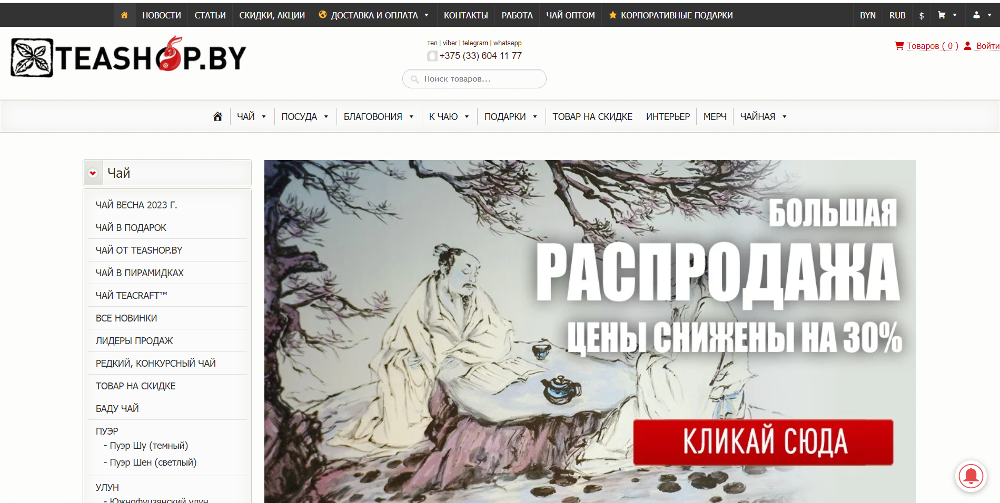 НОВОСТИ СТАТЬИ СКИДКИ, АКЦИИ ДОСТАВКА И ОПЛАТА КОНТАКТЫ РАБОТА ЧАЙ ОПТОМ КОРПОРАТИВНЫЕ ПОДАРКИ BYN RUB $
TEASHOP.BY
тел | viber | telegram | whatsapp
+375 (33) 604 11 77
Товаров ( 0 ) Войти
Поиск товаров...
ЧАЙ ПОСУДА БЛАГОВОНИЯ К ЧАЮ ПОДАРКИ ТОВАР НА СКИДКЕ ИНТЕРЬЕР МЕРЧ ЧАЙНАЯ
Чай
ЧАЙ ВЕСНА 2023 Г.
ЧАЙ В ПОДАРОК
ЧАЙ ОТ TEASHOP.BY
ЧАЙ В ПИРАМИДКАХ
ЧАЙ TEACRAFT™
ВСЕ НОВИНКИ
ЛИДЕРЫ ПРОДАЖ
РЕДКИЙ, КОНКУРСНЫЙ ЧАЙ
ТОВАР НА СКИДКЕ
БАДУ ЧАЙ
ПУЭР
- Пуэр Шу (темный)
- Пуэр Шен (светлый)
УЛУН
- Южнофуцзянский улун
БОЛЬШАЯ
РАСПРОДАЖА
ЦЕНЫ СНИЖЕНЫ НА 30%
КЛИКАЙ СЮДА